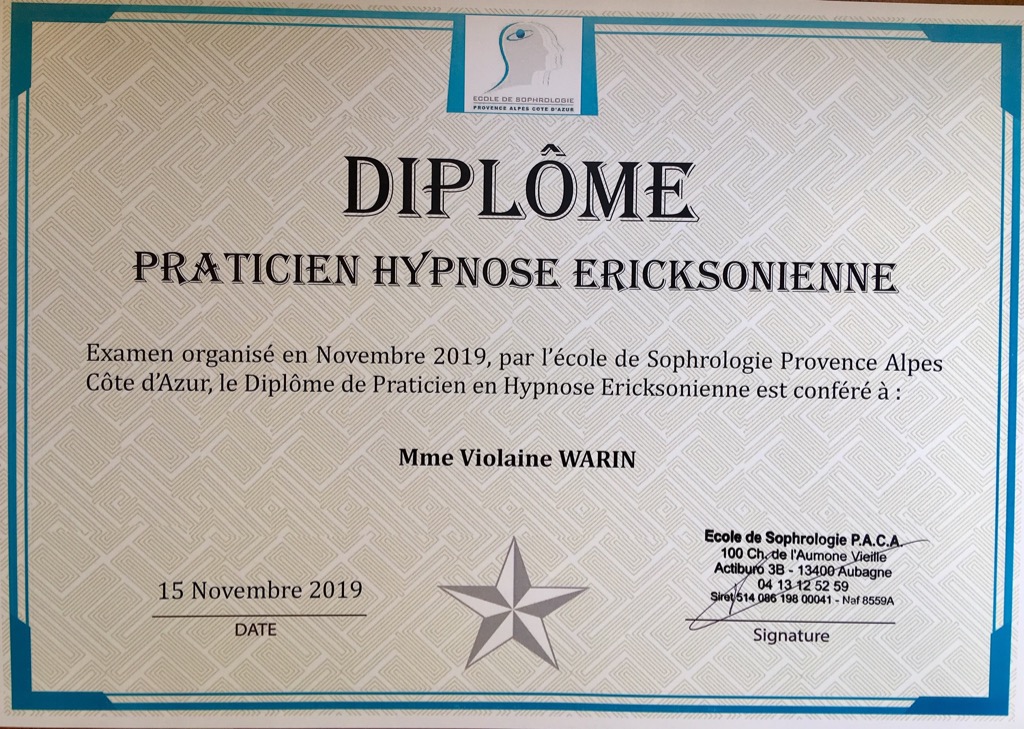 ECOLE DE SOPHROLOGIE
PROVENCE ALPES COTE D'AZUR
DIPLÔME
PRATICIEN HYPNOSE ERICKSONIENNE
Examen organisé en Novembre 2019, par l'école de Sophrologie Provence Alpes
Côte d'Azur, le Diplôme de Praticien en Hypnose Ericksonienne est conféré à :
Mme Violaine WARIN
15 Novembre 2019
DATE
Ecole de Sophrologie P.A.C.A.
100 Ch. de l'Aumone Vieille
Actiburo 3B - 13400 Aubagne
04 13 12 52 59
Siret 514 086 198 00041 - Naf 8559A
Signature